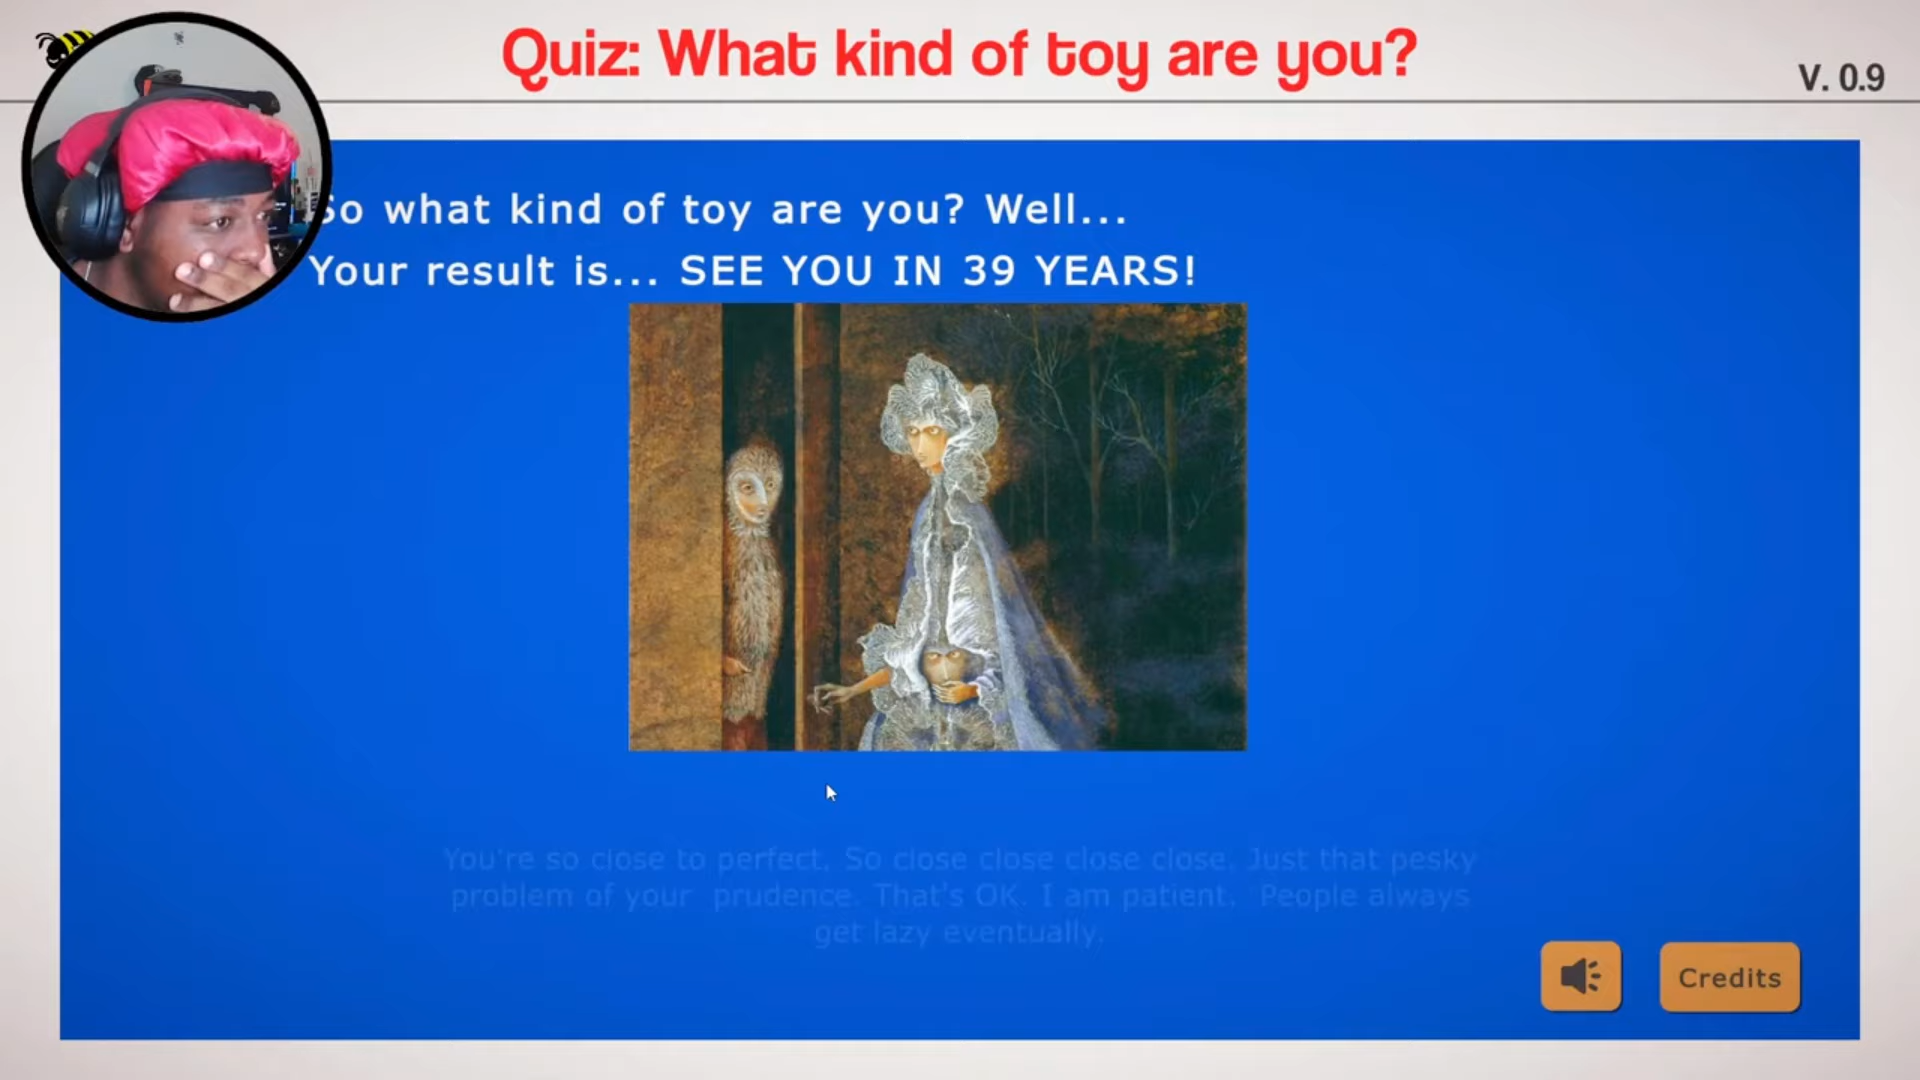 Quiz: What kind of toy are you?
V. 0.9
So what kind of toy are you? Well...
Your result is... SEE YOU IN 39 YEARS!
You're so close to perfect. So close close close close. Just that pesky
problem of your prudence. That's OK. I am patient. People always
get lazy eventually.
Credits